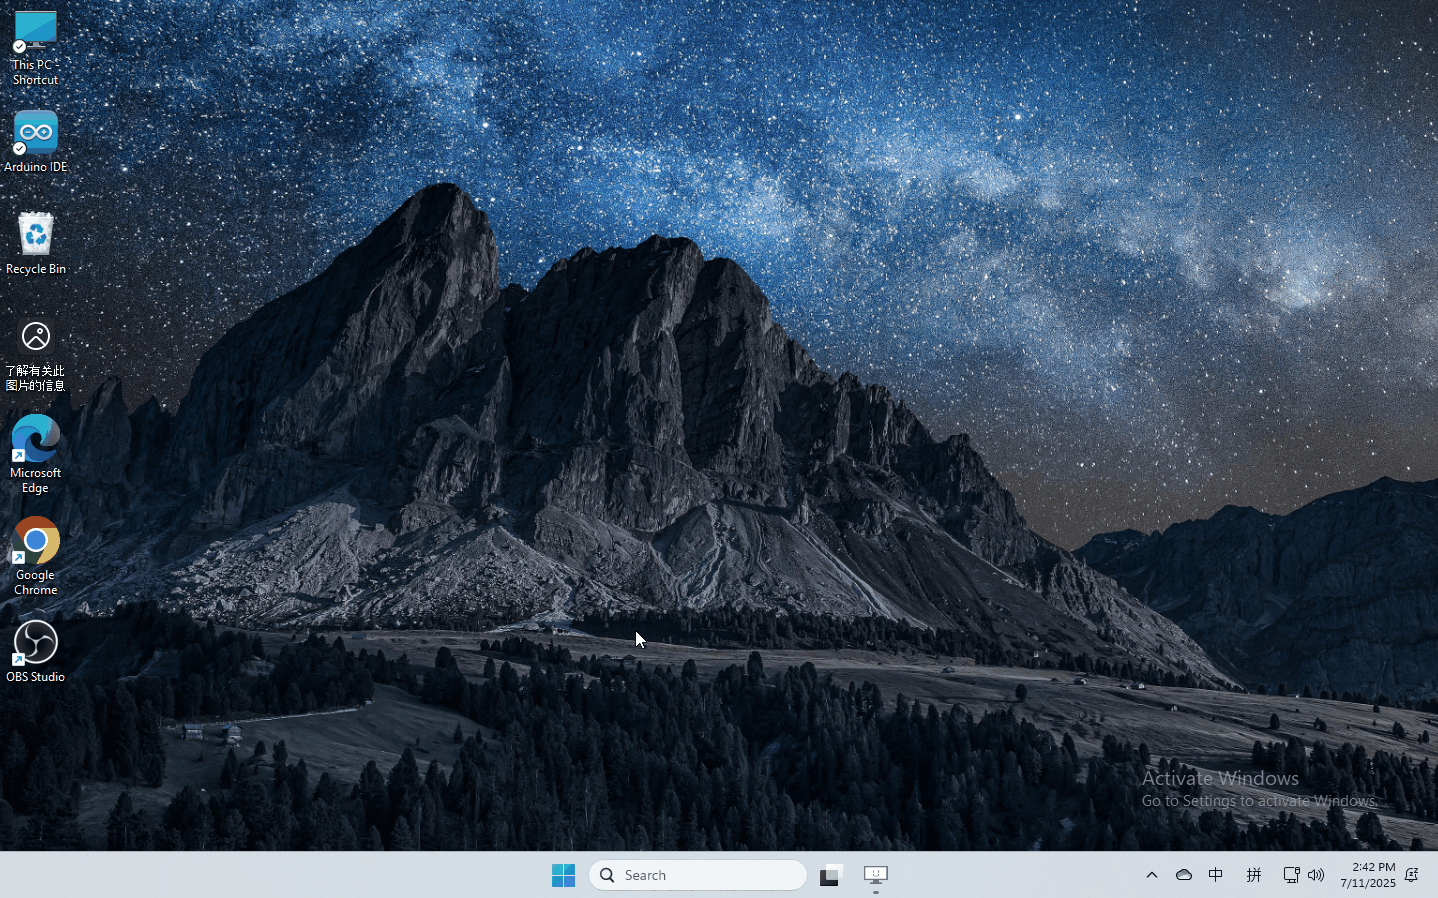 This PC -
Shortcut
Arduino IDE
Recycle Bin
了解有关此
图片的信息
Microsoft
Edge
Google
Chrome
OBS Studio
Activate Windows
Go to Settings to activate Windows.
Search
中
拼
2:42 PM
7/11/2025